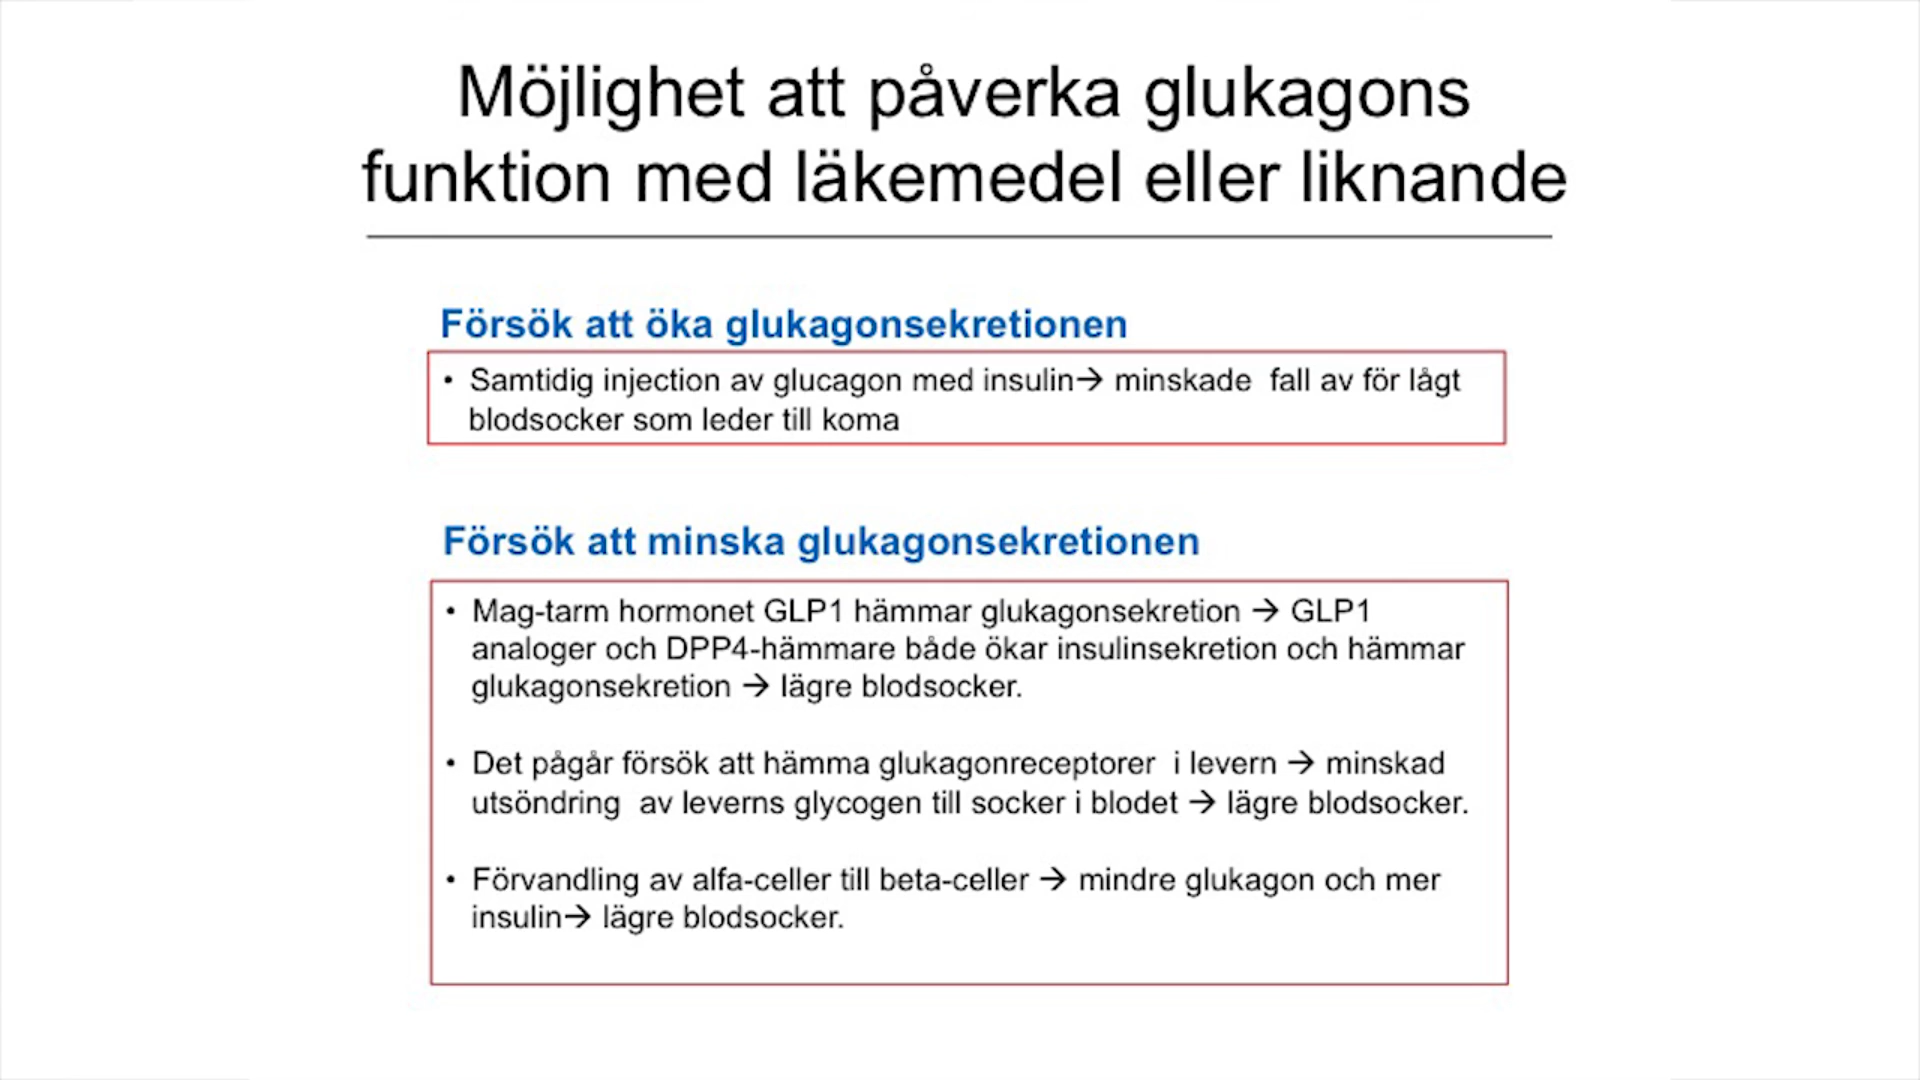 Möjlighet att påverka glukagons
funktion med läkemedel eller liknande
Försök att öka glukagonsekretionen
• Samtidig injection av glucagon med insulin→ minskade fall av för lågt
blodsocker som leder till koma
Försök att minska glukagonsekretionen
• Mag-tarm hormonet GLP1 hämmar glukagonsekretion → GLP1
analoger och DPP4-hämmare både ökar insulinsekretion och hämmar
glukagonsekretion → lägre blodsocker.
• Det pågår försök att hämma glukagonreceptorer i levern → minskad
utsöndring av leverns glycogen till socker i blodet → lägre blodsocker.
• Förvandling av alfa-celler till beta-celler → mindre glukagon och mer
insulin→ lägre blodsocker.